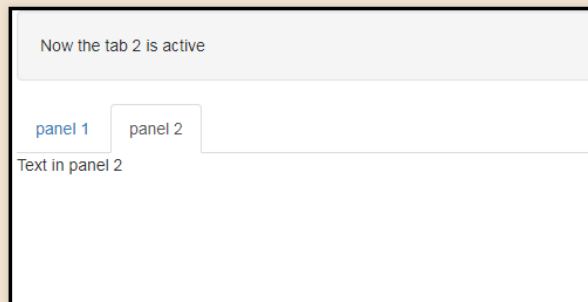 Now the tab 2 is active
panel 1 panel 2
Text in panel 2